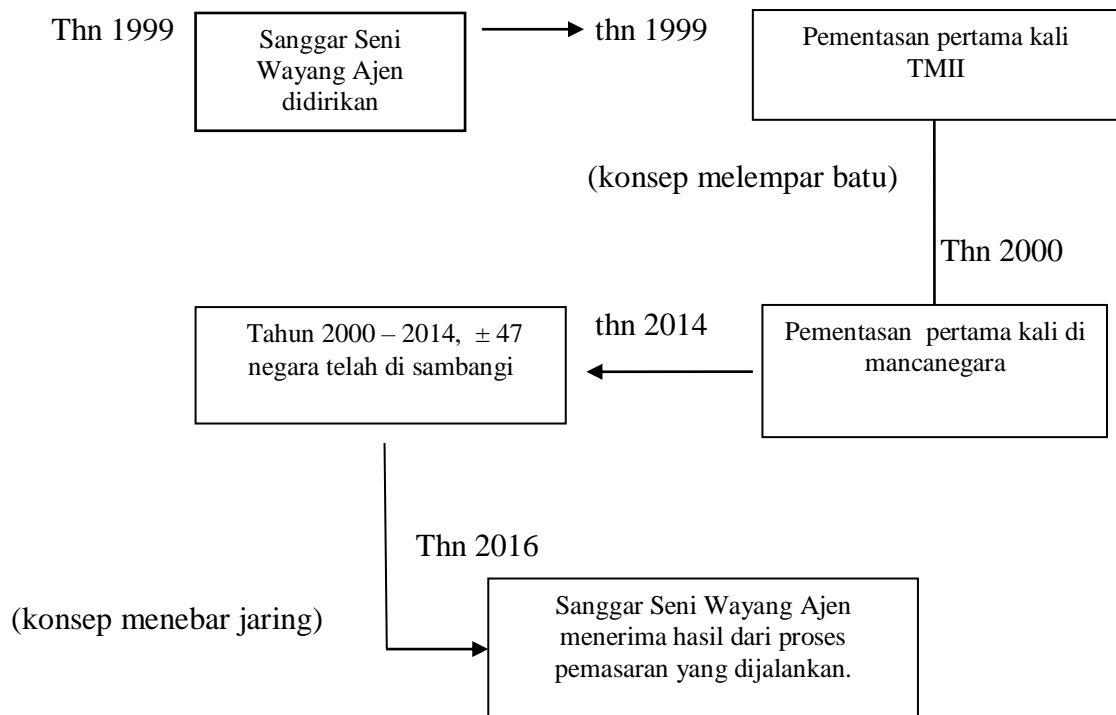 Thn 1999
Sanggar Seni
Wayang Ajen
didirikan
thn 1999
Pementasan pertama kali
TMII
(konsep melempar batu)
Thn 2000
Pementasan  pertama kali di
mancanegara
thn 2014
Tahun 2000 – 2014,  ± 47
negara telah di sambangi
Thn 2016
(konsep menebar jaring)
Sanggar Seni Wayang Ajen
menerima hasil dari proses
pemasaran yang dijalankan.